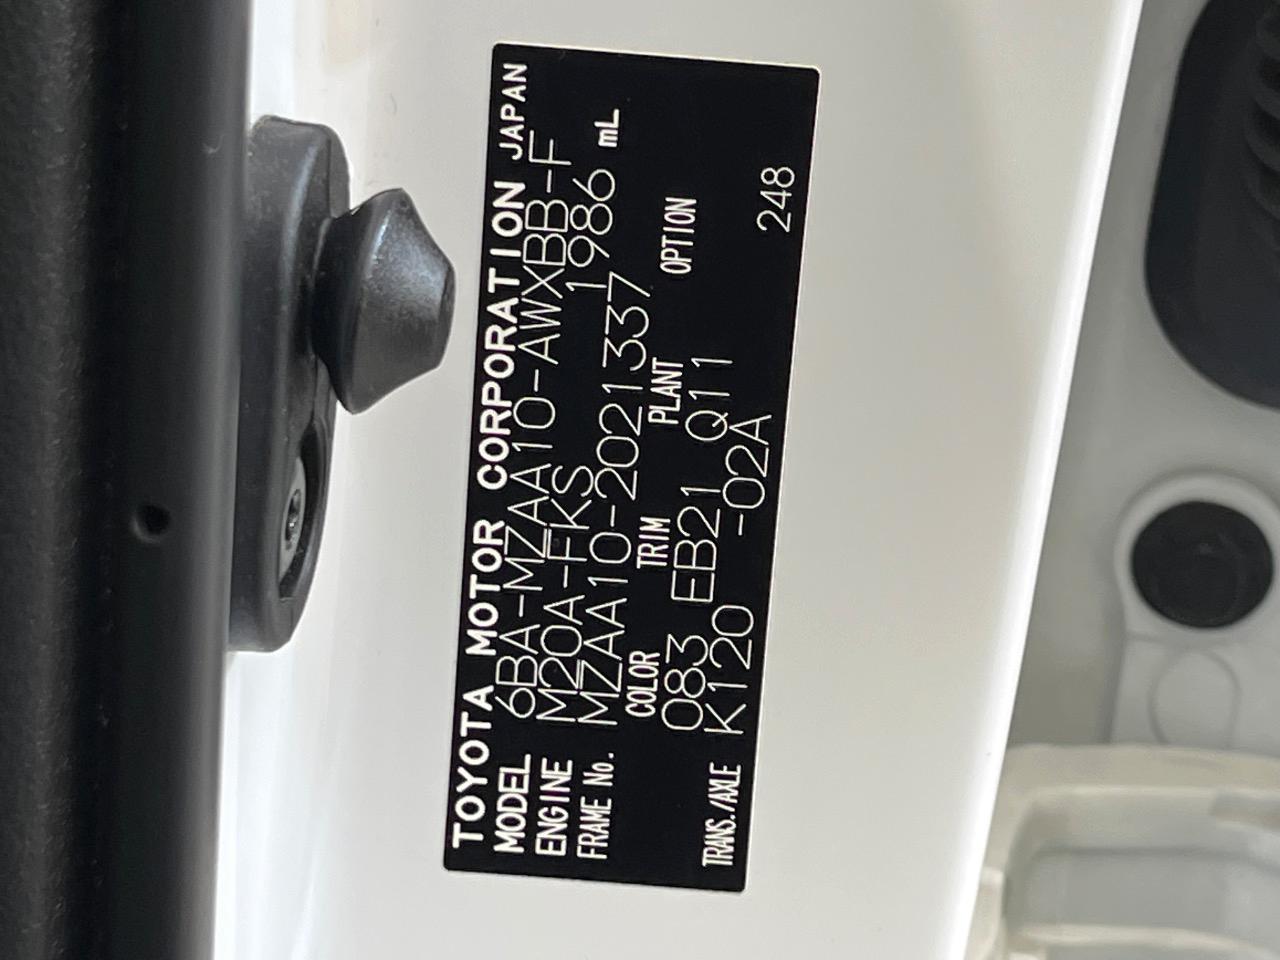 TOYOTA MOTOR CORPORATION JAPAN
MODEL 6BA-MZAA10-AWXBB-F
ENGINE M20A-FKS 1986 mL
FRAME No. MZAA10-2021337
COLOR TRIM PLANT OPTION
083 EB21 Q11
TRANS./AXLE K120 -02A 248